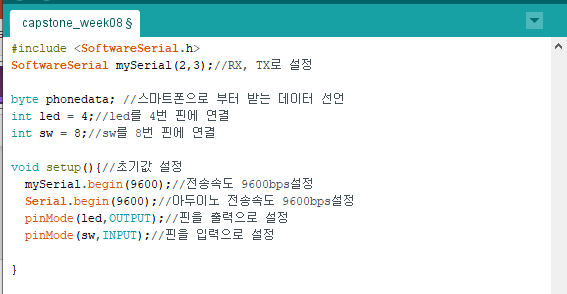 capstone_week08 §
#include <SoftwareSerial.h>
SoftwareSerial mySerial(2,3);//RX, TX로 설정
byte phonedata; //스마트폰으로 부터 받는 데이터 선언
int led = 4;//led를 4번 핀에 연결
int sw = 8;//sw를 8번 핀에 연결
void setup(){//초기값 설정
mySerial.begin(9600);//전송속도 9600bps설정
Serial.begin(9600);//아두이노 전송속도 9600bps설정
pinMode(led,OUTPUT);//핀을 출력으로 설정
pinMode(sw,INPUT);//핀을 입력으로 설정
}